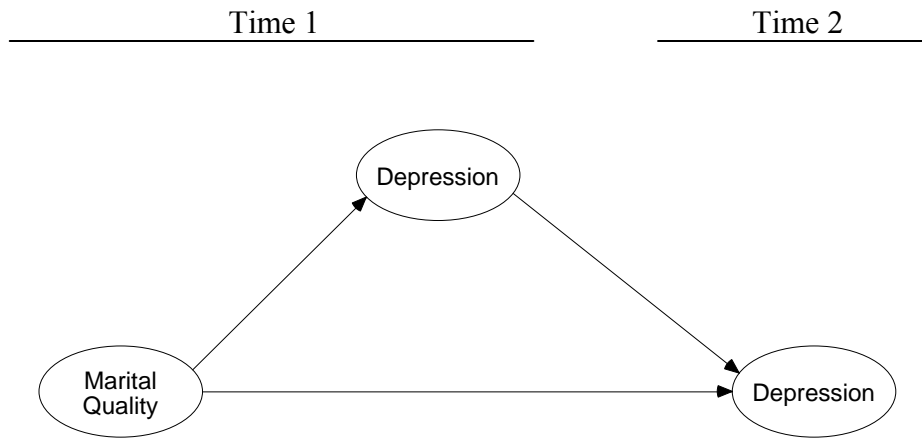 Time 1
Time 2
Depression
Marital
Quality
Depression